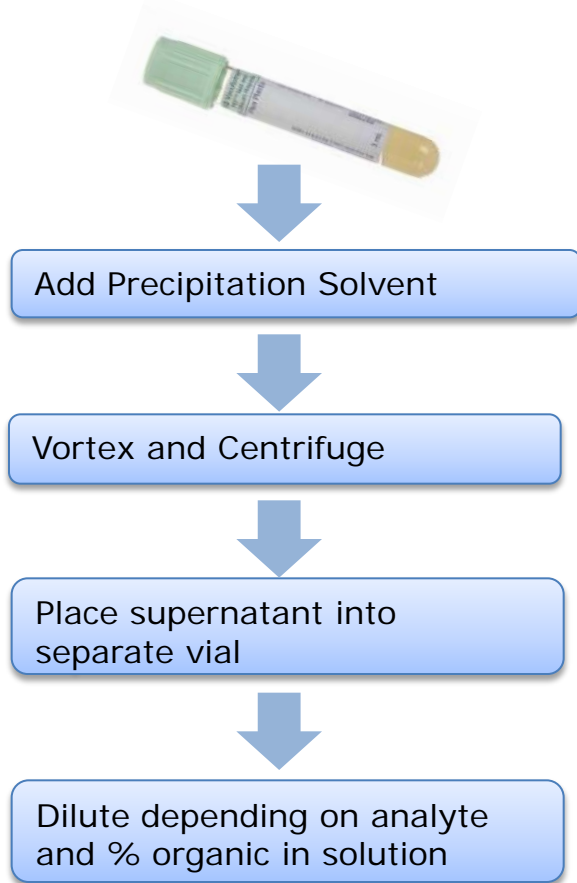 Add Precipitation Solvent
Vortex and Centrifuge
Place supernatant into
separate vial
Dilute depending on analyte
and % organic in solution